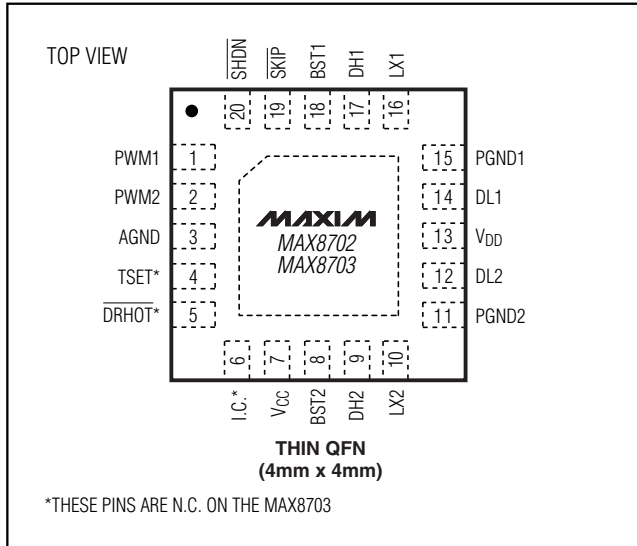 TOP VIEW
SHDN
SKIP
BST1
DH1
LX1
20
19
18
17
16
PWM1 1
PWM2 2
AGND 3
TSET* 4
DRHOT* 5
15 PGND1
14 DL1
13 VDD
12 DL2
11 PGND2
MAXIM
MAX8702
MAX8703
6
7
8
9
10
I.C.*
VCC
BST2
DH2
LX2
THIN QFN
(4mm x 4mm)
*THESE PINS ARE N.C. ON THE MAX8703